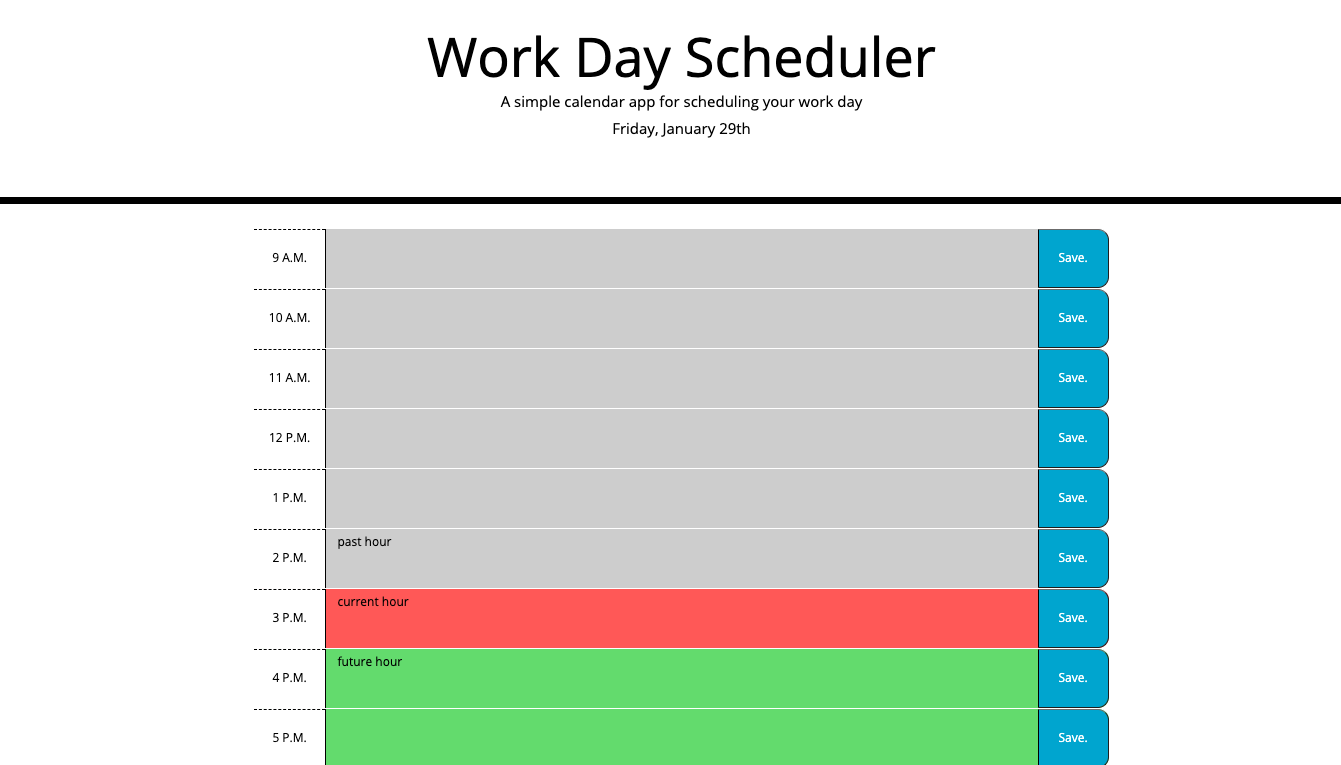 Work Day Scheduler
A simple calendar app for scheduling your work day
Friday, January 29th
9 A.M. Save.
10 A.M. Save.
11 A.M. Save.
12 P.M. Save.
1 P.M. Save.
past hour
2 P.M. Save.
current hour
3 P.M. Save.
future hour
4 P.M. Save.
5 P.M. Save.